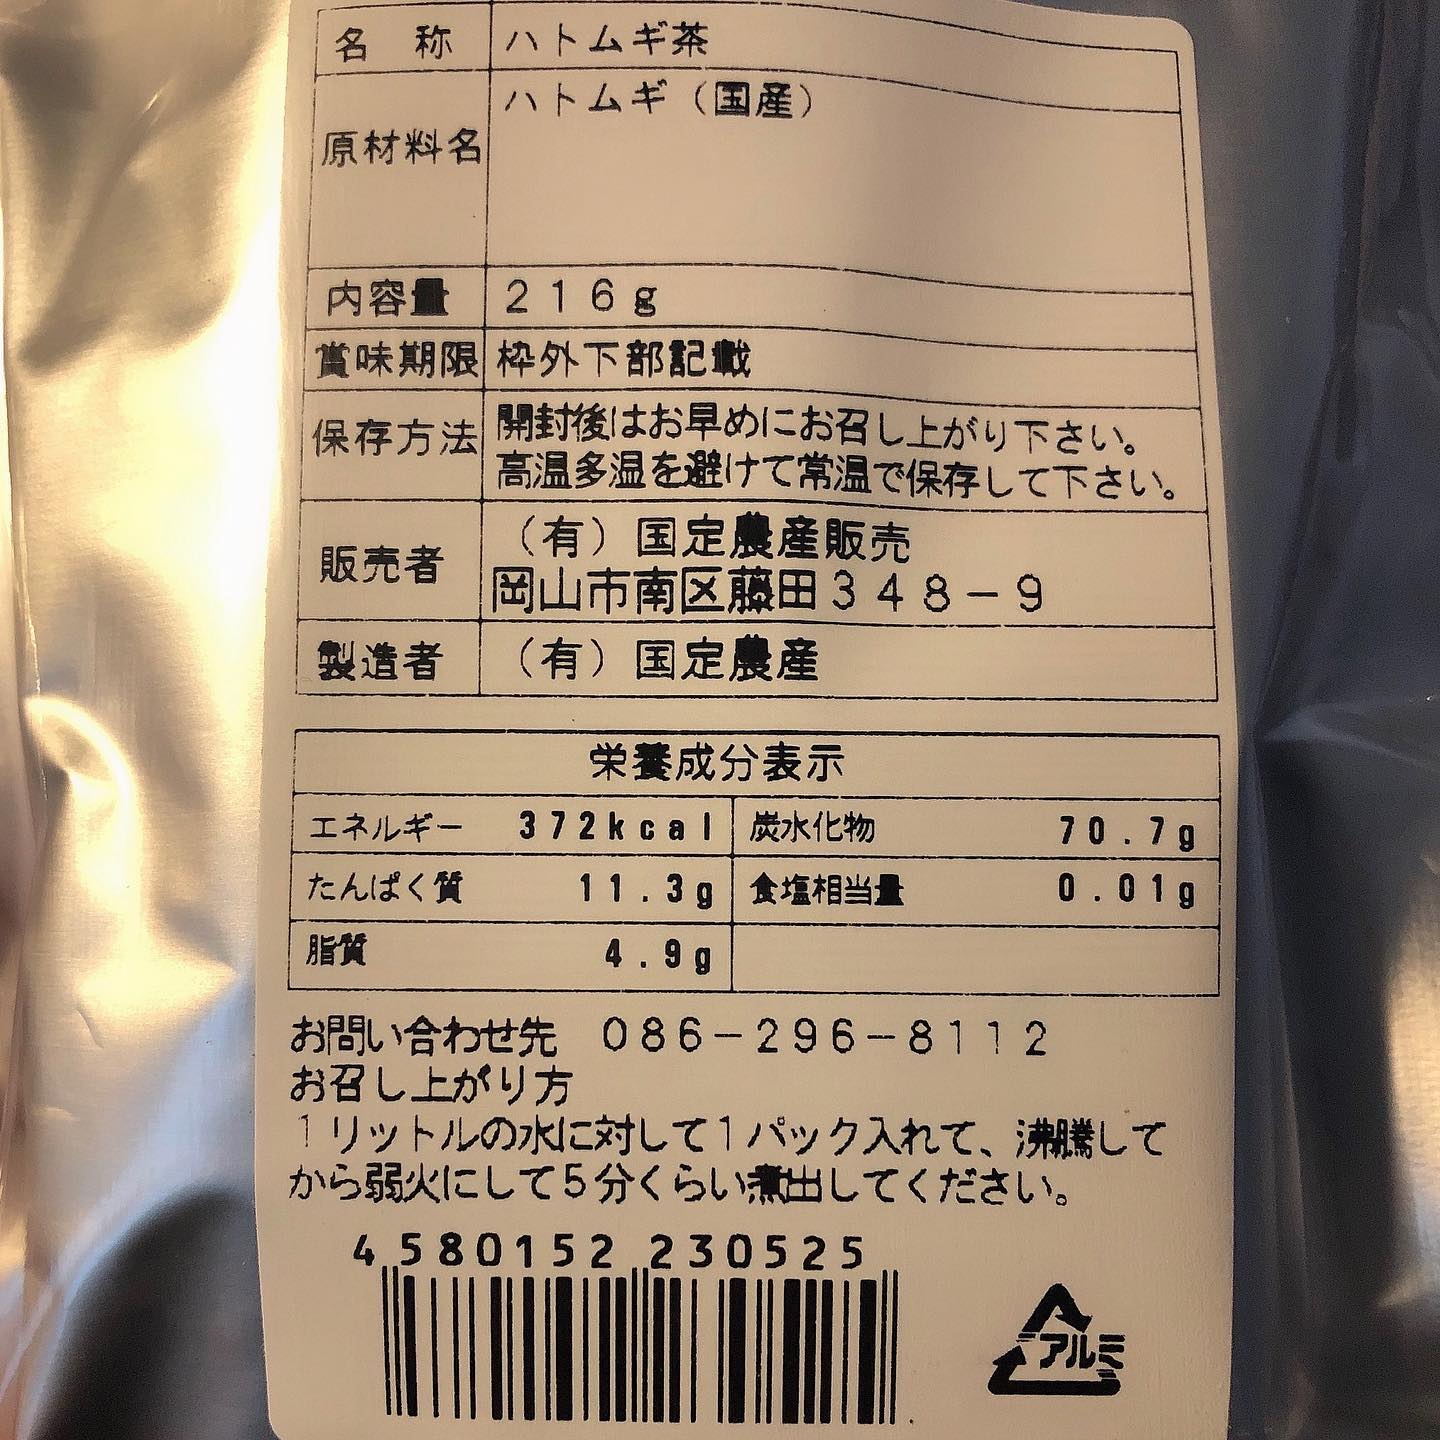 名 称 ハトムギ茶
原材料名 ハトムギ（国産）
内容量 216g
賞味期限 枠外下部記載
保存方法 開封後はお早めにお召し上がり下さい。
高温多湿を避けて常温で保存して下さい。
販売者 （有）国定農産販売
岡山市南区藤田348-9
製造者 （有）国定農産
栄養成分表示
エネルギー 372kcal 炭水化物 70.7g
たんぱく質 11.3g 食塩相当量 0.01g
脂質 4.9g
お問い合わせ先 086-296-8112
お召し上がり方
1リットルの水に対して1パック入れて、沸騰して
から弱火にして5分くらい煮出してください。
4 580152 230525
アルミ